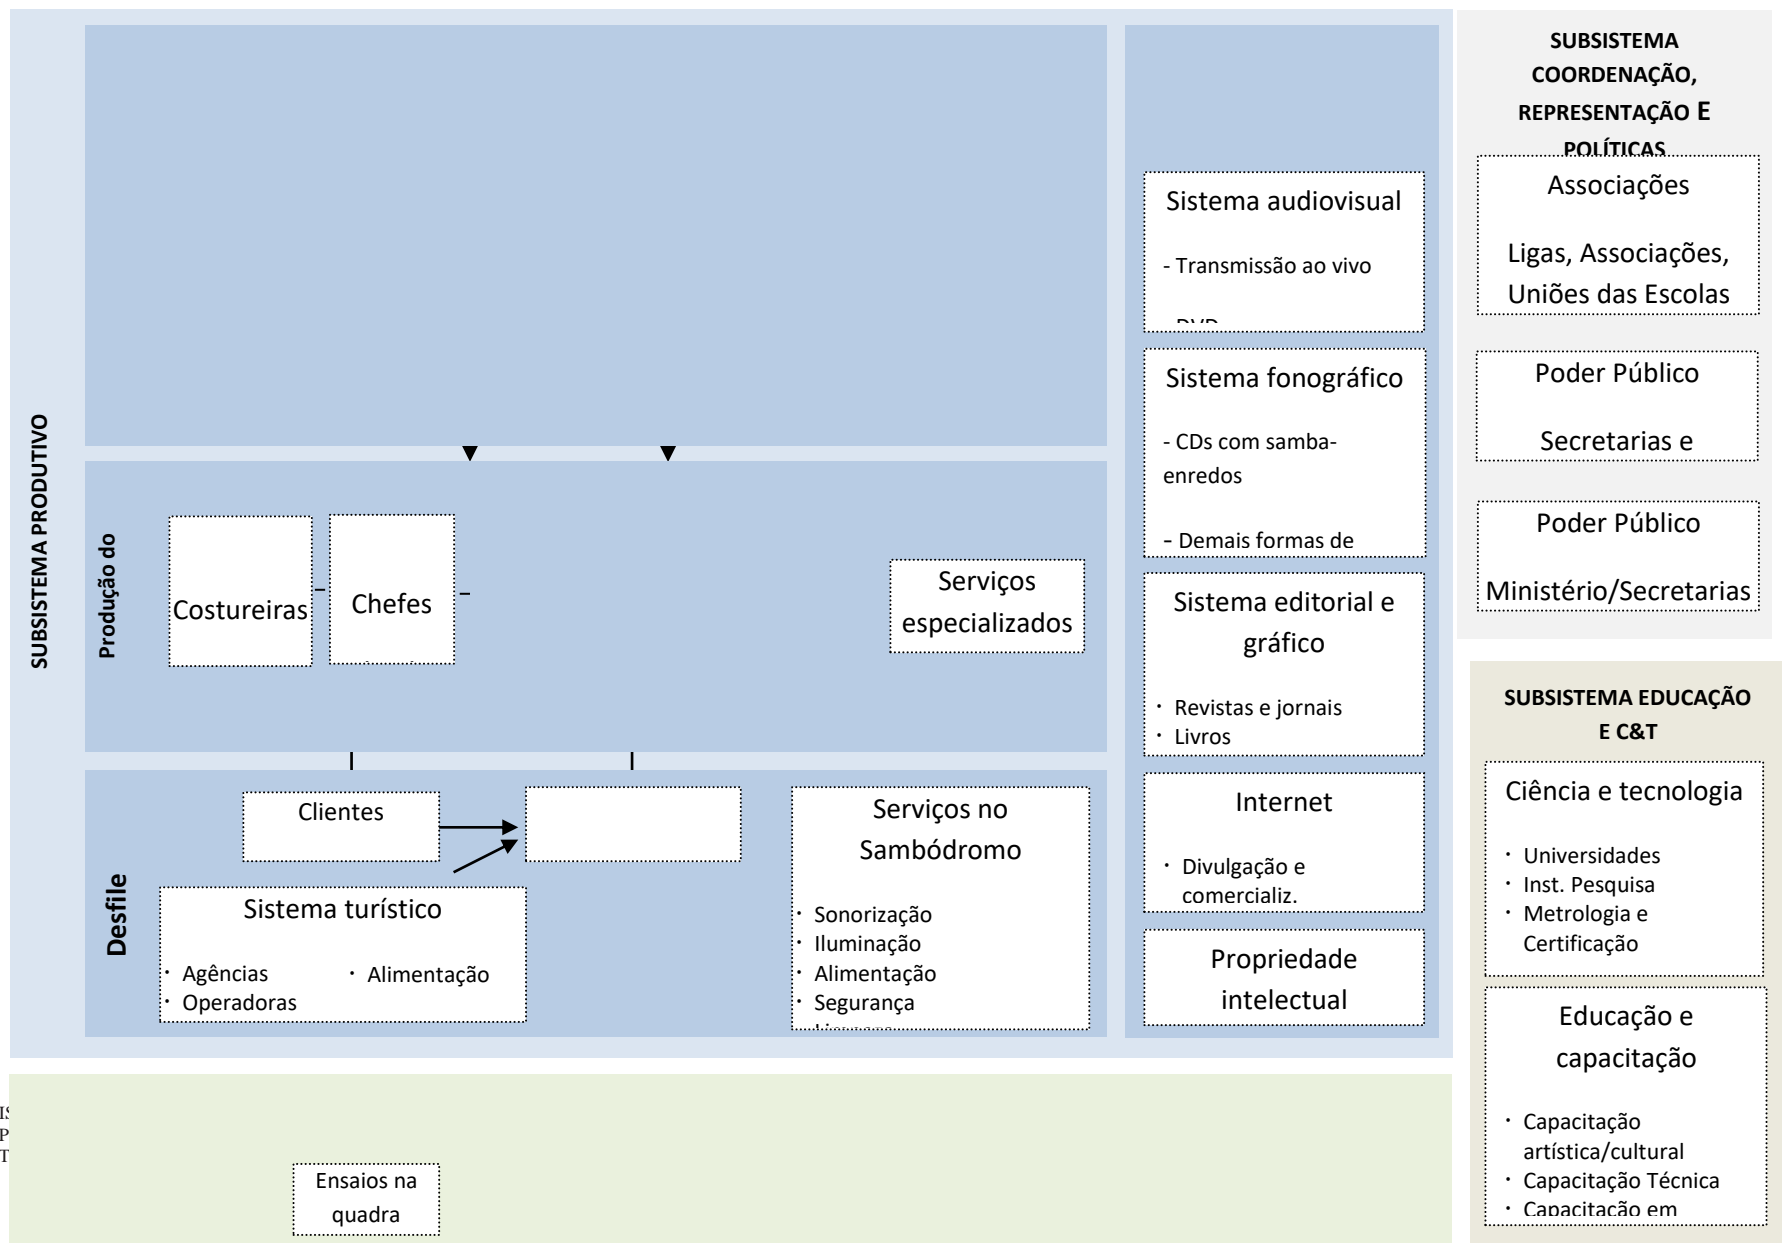 SUBSISTEMA PRODUTIVO
Produção do
Costureiras
Chefes
Serviços
especializados
Desfile
Clientes
Sistema turístico
· Agências
· Operadoras
· Alimentação
Serviços no
Sambódromo
· Sonorização
· Iluminação
· Alimentação
· Segurança
Sistema audiovisual
- Transmissão ao vivo
- DVD
Sistema fonográfico
- CDs com samba-
enredos
- Demais formas de
Sistema editorial e
gráfico
· Revistas e jornais
· Livros
Internet
· Divulgação e
comercializ.
Propriedade
intelectual
SUBSISTEMA
COORDENAÇÃO,
REPRESENTAÇÃO E
POLÍTICAS
Associações
Ligas, Associações,
Uniões das Escolas
Poder Público
Secretarias e
Poder Público
Ministério/Secretarias
SUBSISTEMA EDUCAÇÃO
E C&T
Ciência e tecnologia
· Universidades
· Inst. Pesquisa
· Metrologia e
Certificação
Educação e
capacitação
· Capacitação
artística/cultural
· Capacitação Técnica
· Capacitação em
Ensaios na
quadra